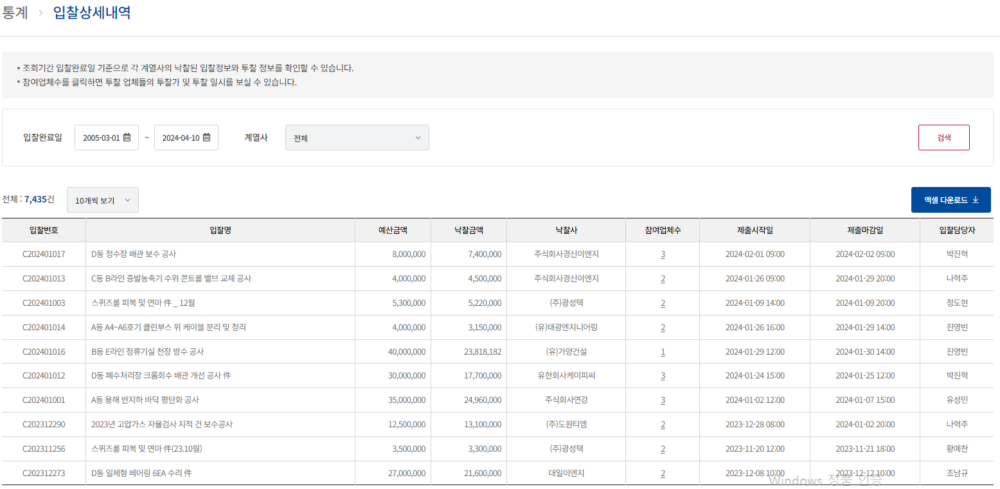 통계 > 입찰상세내역
• 조회기간 입찰완료일 기준으로 각 계열사의 낙찰된 입찰정보와 투찰 정보를 확인할 수 있습니다.
• 참여업체수를 클릭하면 투찰 업체들의 투찰가 및 투찰 일시를 보실 수 있습니다.
입찰완료일 2005-03-01 ~ 2024-04-10 계열사 전체 검색
전체 : 7,435건 10개씩 보기 엑셀 다운로드
입찰번호 입찰명 예산금액 낙찰금액 낙찰사 참여업체수 제출시작일 제출마감일 입찰담당자
C202401017 D동 정수장 배관 보수 공사 8,000,000 7,400,000 주식회사경신이엔지 3 2024-02-01 09:00 2024-02-02 09:00 박진혁
C202401013 C동 B라인 증발농축기 수위 콘트롤 밸브 교체 공사 4,000,000 4,500,000 주식회사경신이엔지 2 2024-01-26 09:00 2024-01-29 20:00 나혁주
C202401003 스퀴즈롤 피복 및 연마 件 _ 12월 5,300,000 5,220,000 (주)광성텍 2 2024-01-09 14:00 2024-01-09 20:00 정도현
C202401014 A동 A4~A6호기 클린부스 위 케이블 분리 및 정리 4,000,000 3,150,000 (유)태광엔지니어링 2 2024-01-26 16:00 2024-01-29 14:00 진영빈
C202401016 B동 E라인 정류기실 천장 방수 공사 40,000,000 23,818,182 (유)가양건설 1 2024-01-29 12:00 2024-01-30 14:00 진영빈
C202401012 D동 폐수처리장 크롬회수 배관 개선 공사 件 30,000,000 17,700,000 유한회사케이피씨 3 2024-01-24 15:00 2024-01-25 12:00 박진혁
C202401001 A동 용해 반지하 바닥 평탄화 공사 35,000,000 24,960,000 주식회사연강 3 2024-01-02 12:00 2024-01-07 15:00 유성민
C202312290 2023년 고압가스 자율검사 지적 건 보수공사 12,500,000 13,100,000 (주)도원티엠 2 2023-12-28 08:00 2024-01-02 20:00 나혁주
C202311256 스퀴즈롤 피복 및 연마 件(23.10월) 3,500,000 3,300,000 (주)광성텍 2 2023-11-20 12:00 2023-11-21 18:00 황예찬
C202312273 D동 일체형 베어링 6EA 수리 件 27,000,000 21,600,000 대일이엔지 2 2023-12-08 10:00 2023-12-12 10:00 조남규
Windows 정품 인증